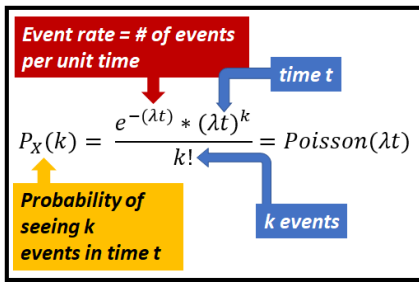 Event rate = # of events
per unit time
time t
P_X(k) = e^{-(λt)} * (λt)^k / k! = Poisson(λt)
Probability of
seeing k
events in time t
k events